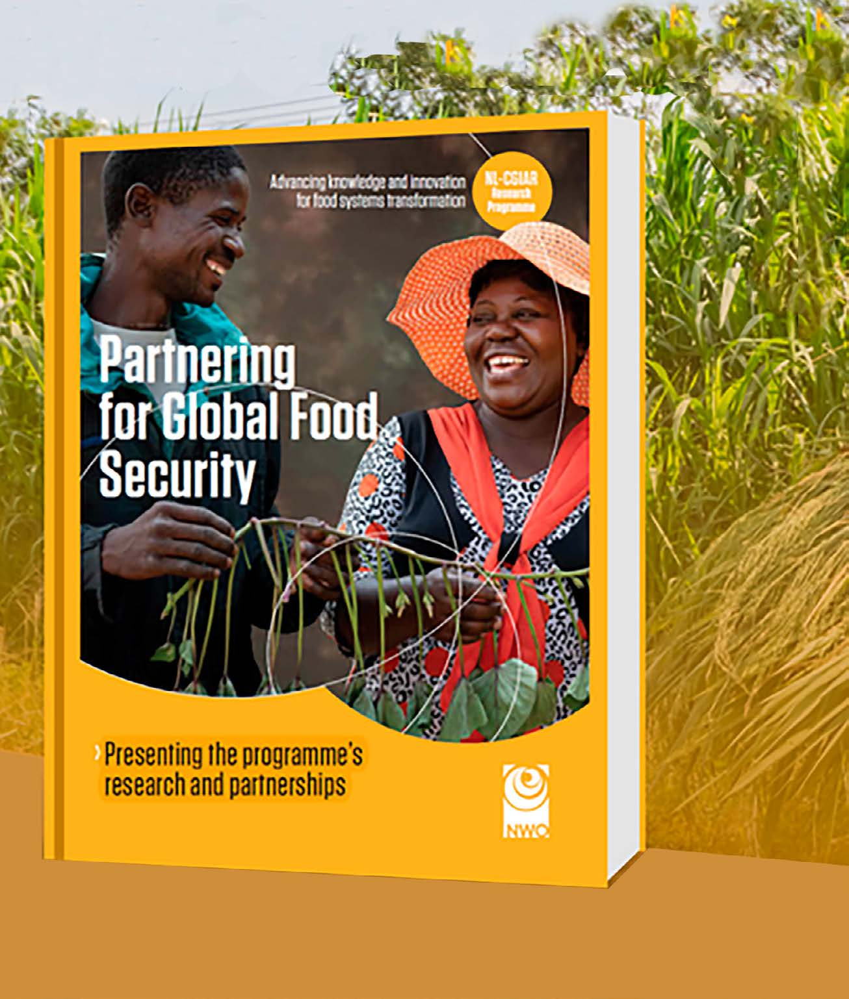 Advancing knowledge and innovation
for food systems transformation
NL-CGIAR
Research
Programme
Partnering
for Global Food
Security
› Presenting the programme's
research and partnerships
NWO